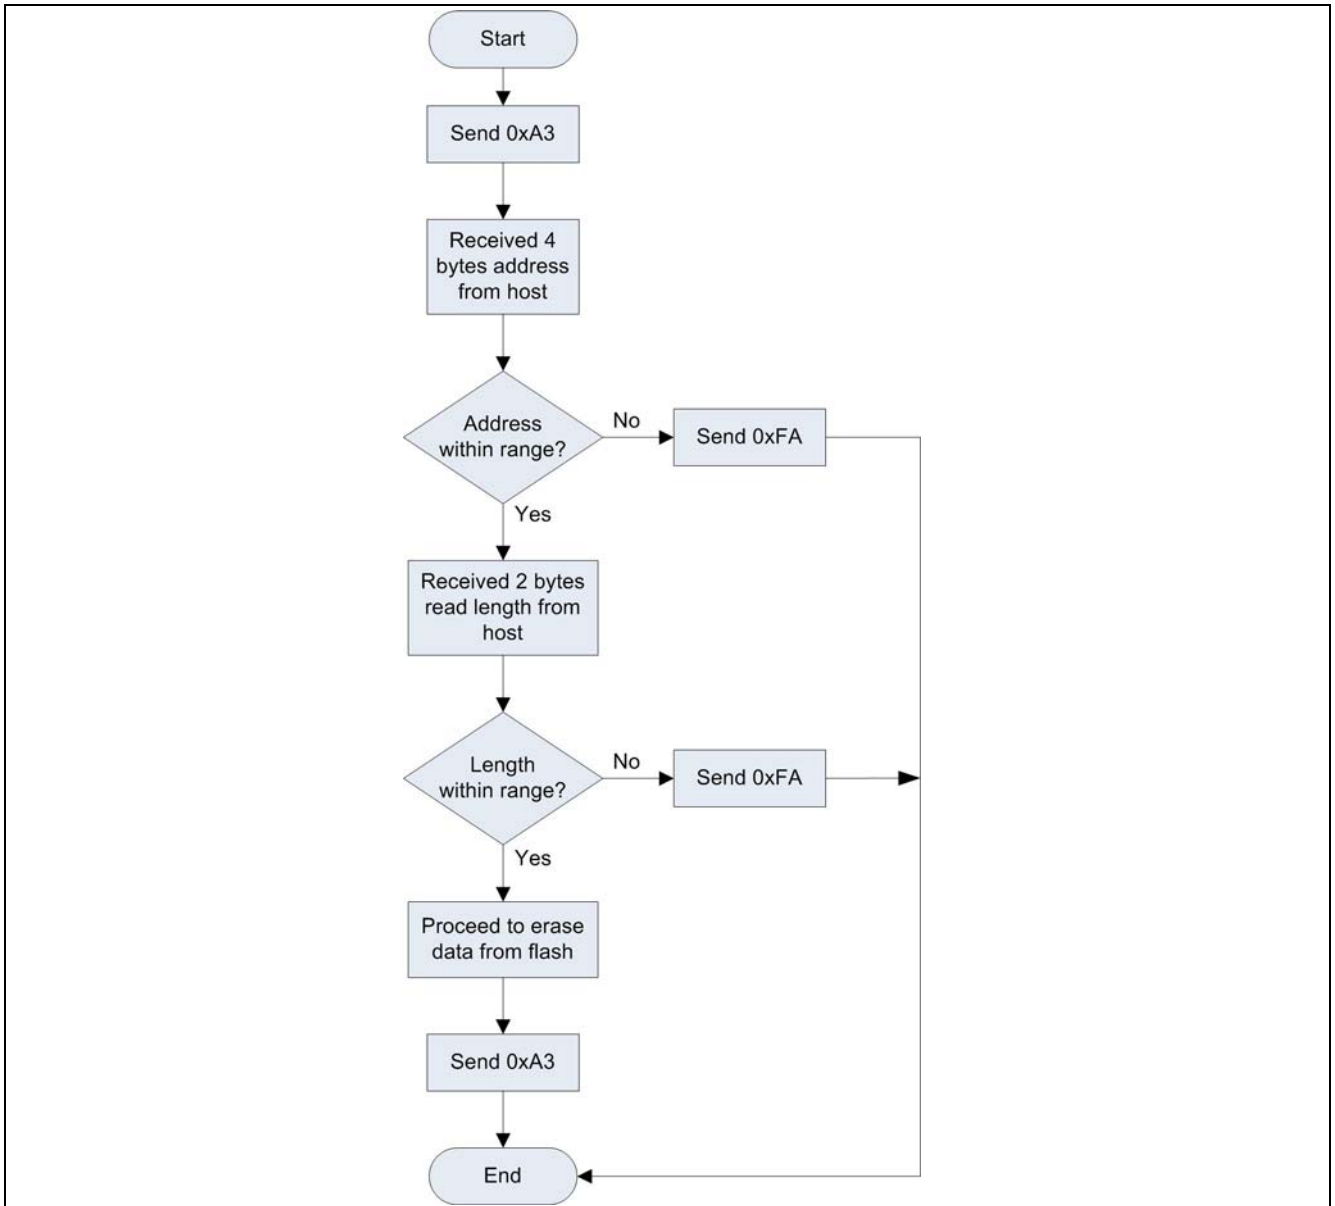 Start
Send 0xA3
Received 4
bytes address
from host
Address
within range?
No
Send 0xFA
Yes
Received 2 bytes
read length from
host
Length
within range?
No
Send 0xFA
Yes
Proceed to erase
data from flash
Send 0xA3
End